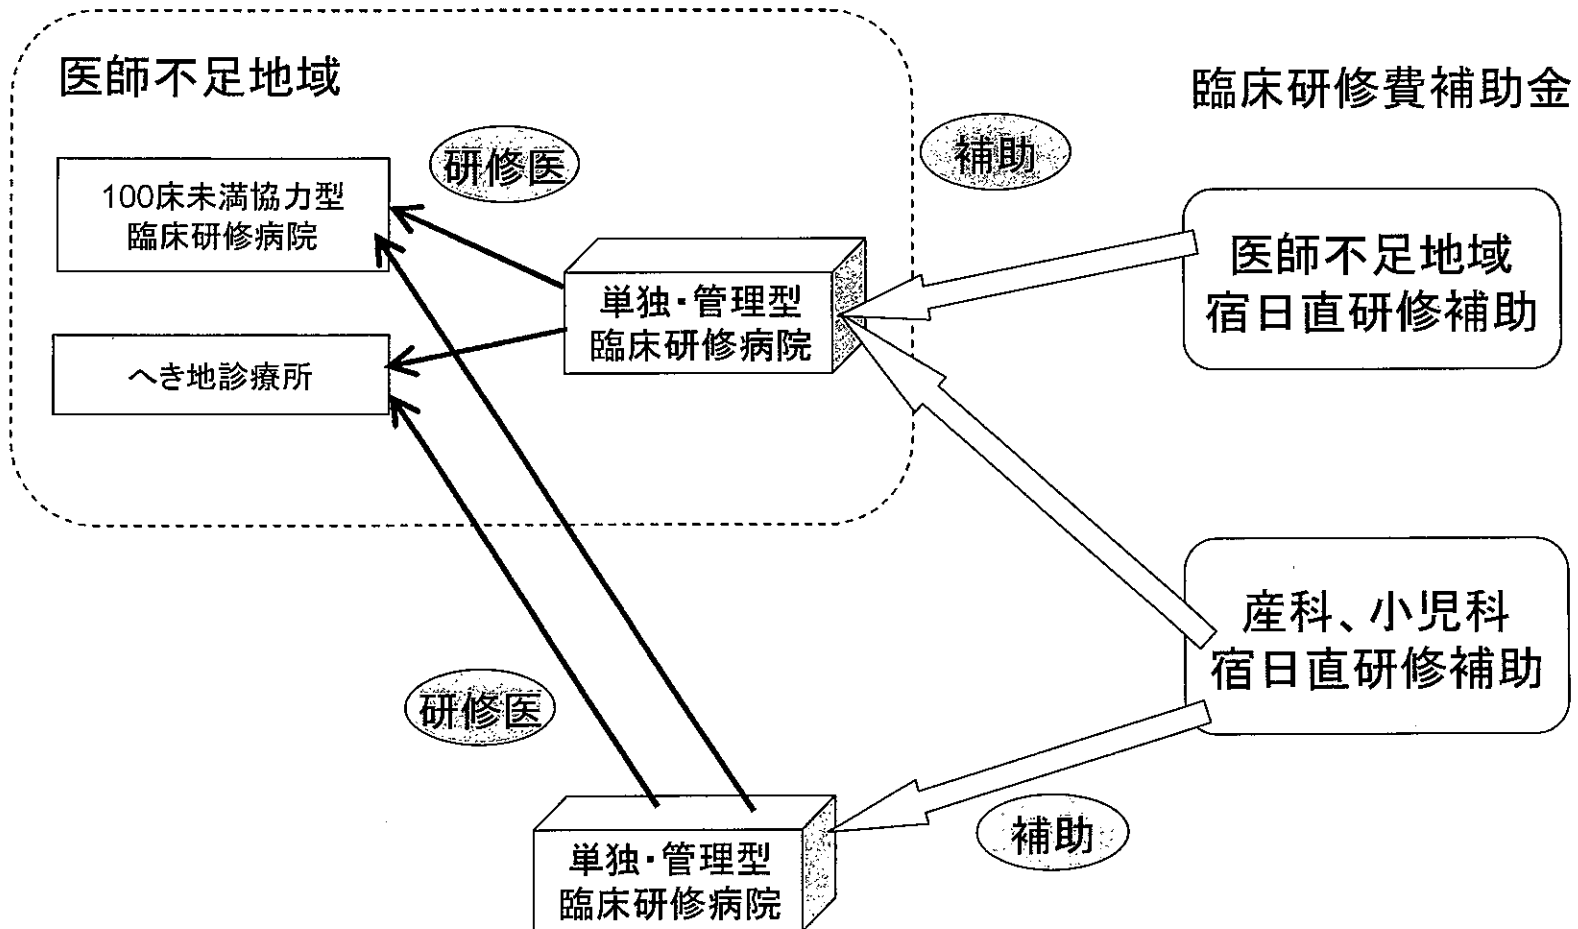 医師不足地域
臨床研修費補助金
研修医
補助
100床未満協力型
臨床研修病院
医師不足地域
宿日直研修補助
単独・管理型
臨床研修病院
へき地診療所
産科、小児科
宿日直研修補助
研修医
補助
単独・管理型
臨床研修病院